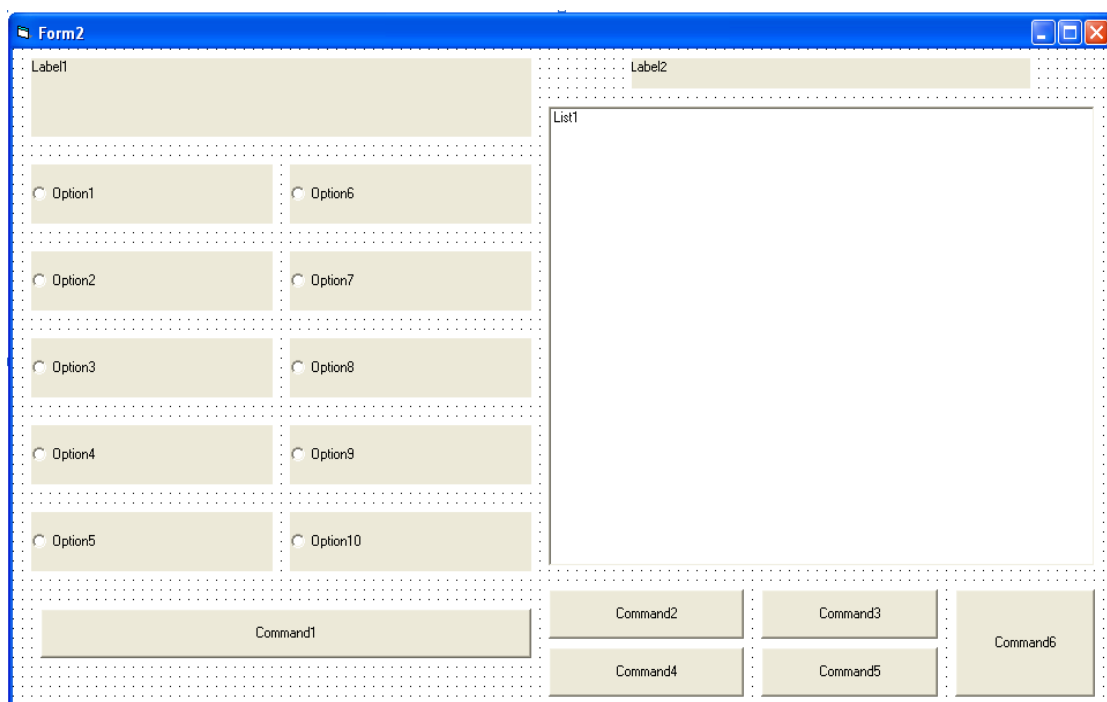 Form2
Label1
Label2
List1
Option1
Option6
Option2
Option7
Option3
Option8
Option4
Option9
Option5
Option10
Command1
Command2
Command3
Command4
Command5
Command6